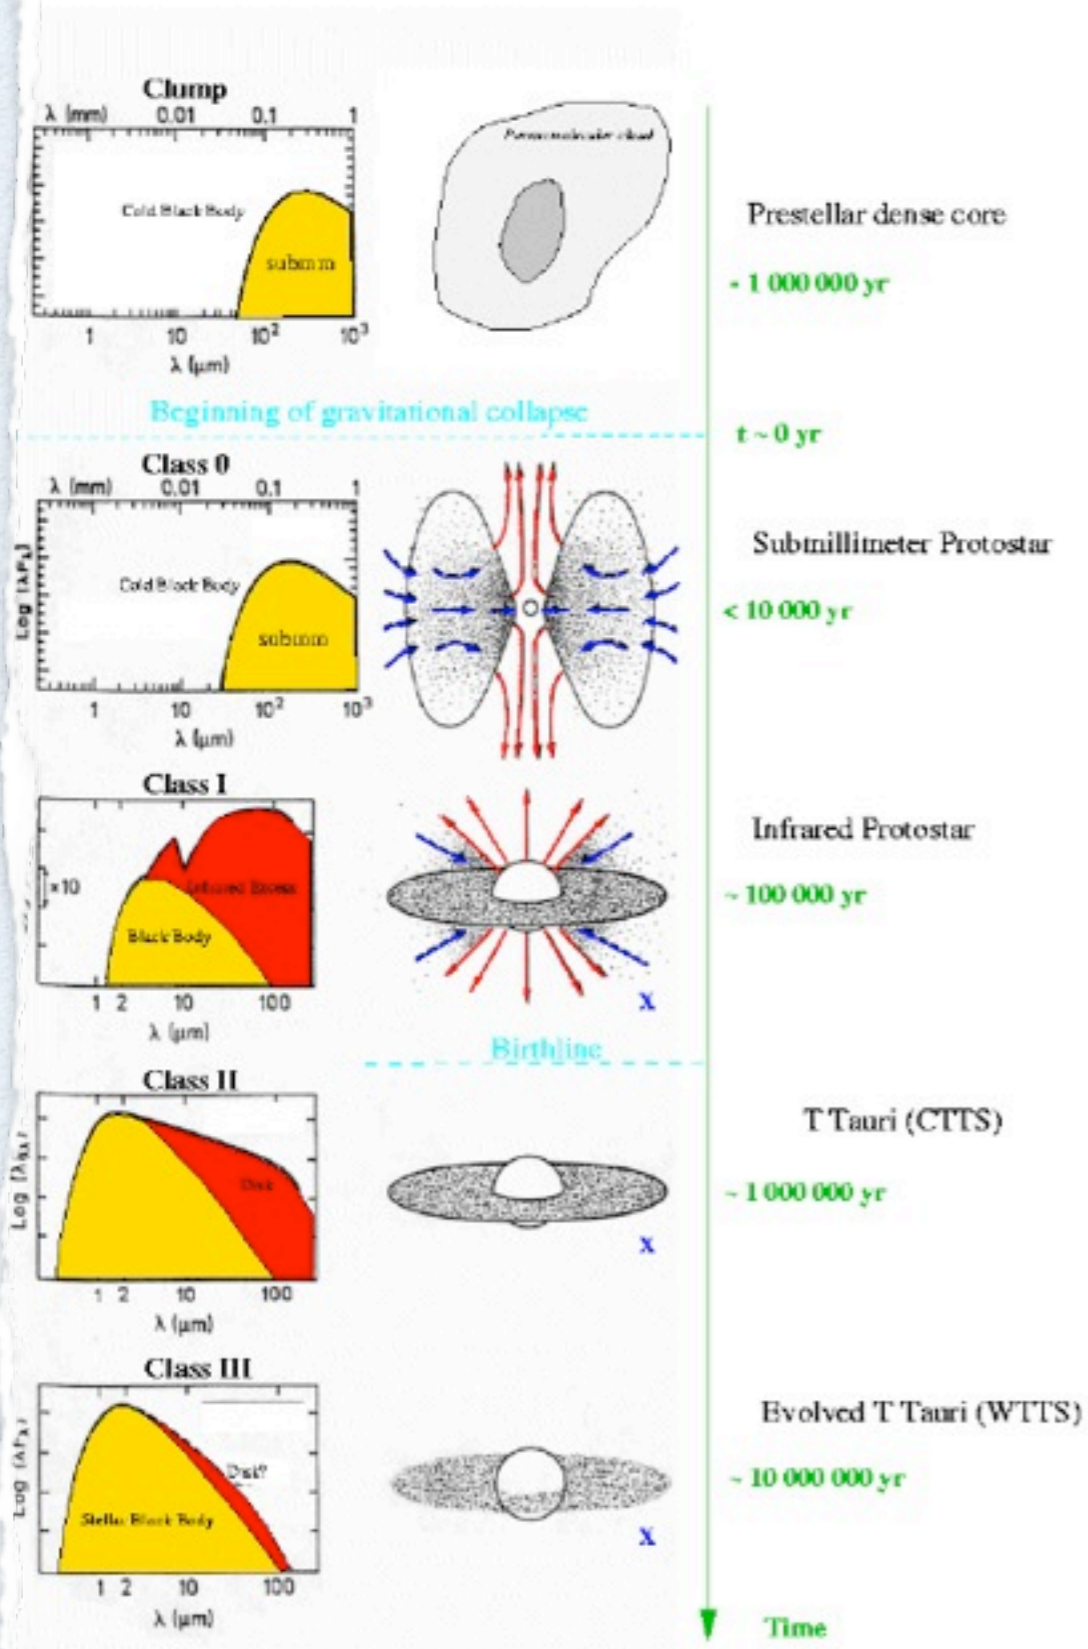 Clump
λ (mm) 0.01 0.1 1
Cold Black Body
submm
1 10 10² 10³
λ (μm)
Prestellar dense core
- 1 000 000 yr
Beginning of gravitational collapse
t ~ 0 yr
Class 0
λ (mm) 0.01 0.1 1
Log (λFλ)
Cold Black Body
submm
1 10 10² 10³
λ (μm)
Submillimeter Protostar
< 10 000 yr
Class I
×10
Infrared Excess
Black Body
1 2 10 100
λ (μm)
X
Infrared Protostar
~ 100 000 yr
Birthline
Class II
Log
Disk
1 2 10 100
λ (μm)
X
T Tauri (CTTS)
~ 1 000 000 yr
Class III
Log (λFλ)
Disk?
Stellar Black Body
1 2 10 100
λ (μm)
X
Evolved T Tauri (WTTS)
~ 10 000 000 yr
Time